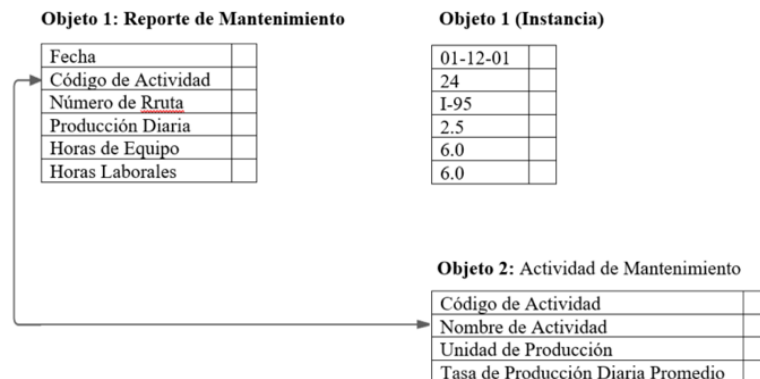 Objeto 1: Reporte de Mantenimiento
Fecha
Código de Actividad
Número de Rruta
Producción Diaria
Horas de Equipo
Horas Laborales
Objeto 1 (Instancia)
01-12-01
24
I-95
2.5
6.0
6.0
Objeto 2: Actividad de Mantenimiento
Código de Actividad
Nombre de Actividad
Unidad de Producción
Tasa de Producción Diaria Promedio